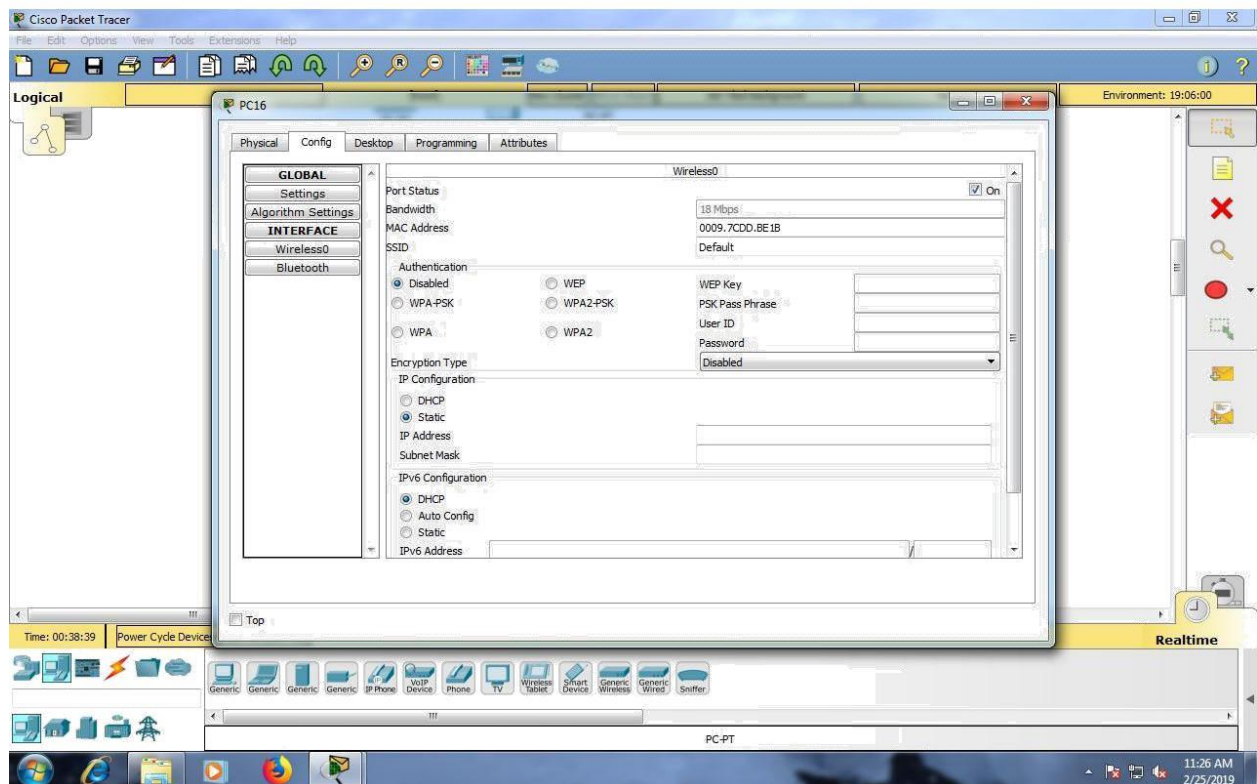 Cisco Packet Tracer
File Edit Options View Tools Extensions Help
Logical
Environment: 19:06:00
PC16
Physical Config Desktop Programming Attributes
GLOBAL
Settings
Algorithm Settings
INTERFACE
Wireless0
Bluetooth
Wireless0
Port Status On
Bandwidth 18 Mbps
MAC Address 0009.7CDD.BE1B
SSID Default
Authentication
Disabled WEP WEP Key
WPA-PSK WPA2-PSK PSK Pass Phrase
User ID
WPA WPA2
Password
Encryption Type Disabled
IP Configuration
DHCP
Static
IP Address
Subnet Mask
IPv6 Configuration
DHCP
Auto Config
Static
IPv6 Address /
Top
Time: 00:38:39 Power Cycle Device
Realtime
Generic Generic Generic Generic IP Phone VoIP Device Phone TV Wireless Tablet Smart Device Generic Wireless Generic Wired Sniffer
PC-PT
11:26 AM
2/25/2019